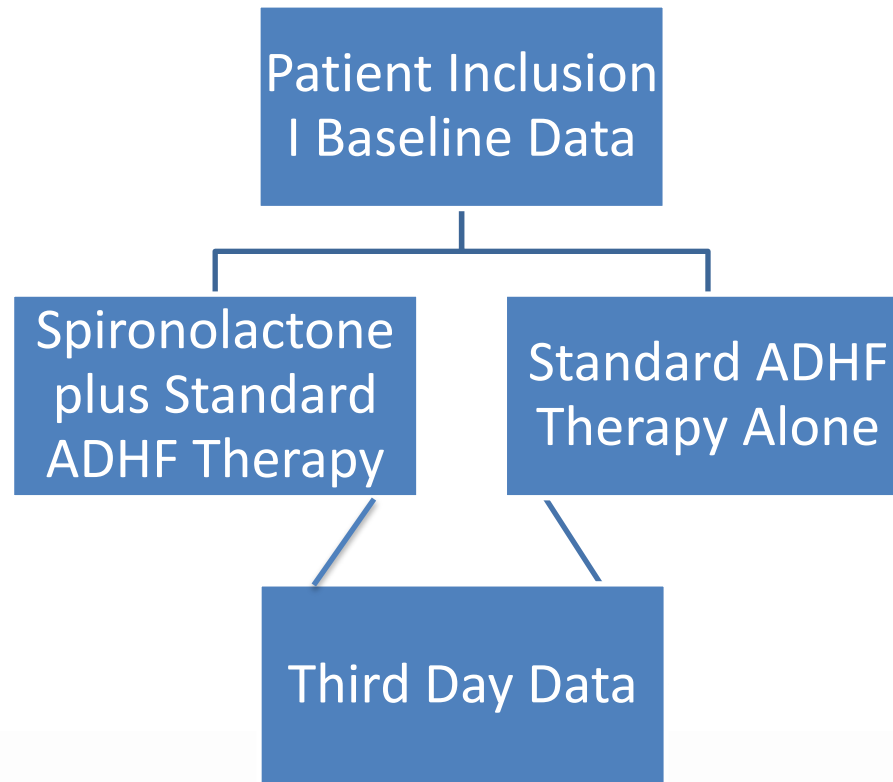 Patient Inclusion
I Baseline Data
Spironolactone
plus Standard
ADHF Therapy
Standard ADHF
Therapy Alone
Third Day Data